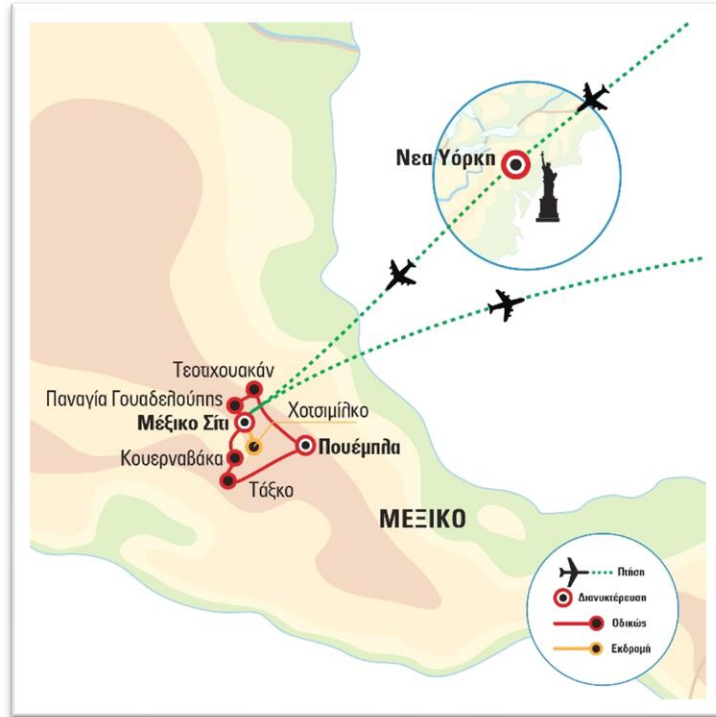 Νεα Υόρκη
Τεοτιχουακάν
Παναγία Γουαδελούπης
Χοτσιμίλκο
Μέξικο Σίτι
Κουερναβάκα
Πουέμπλα
Τάξκο
ΜΕΞΙΚΟ
Πτήση
Διανυκτέρευση
Οδικώς
Εκδρομή